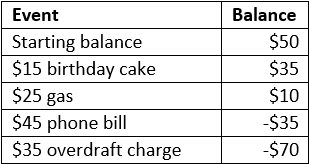 Event Balance
Starting balance $50
$15 birthday cake $35
$25 gas $10
$45 phone bill -$35
$35 overdraft charge -$70